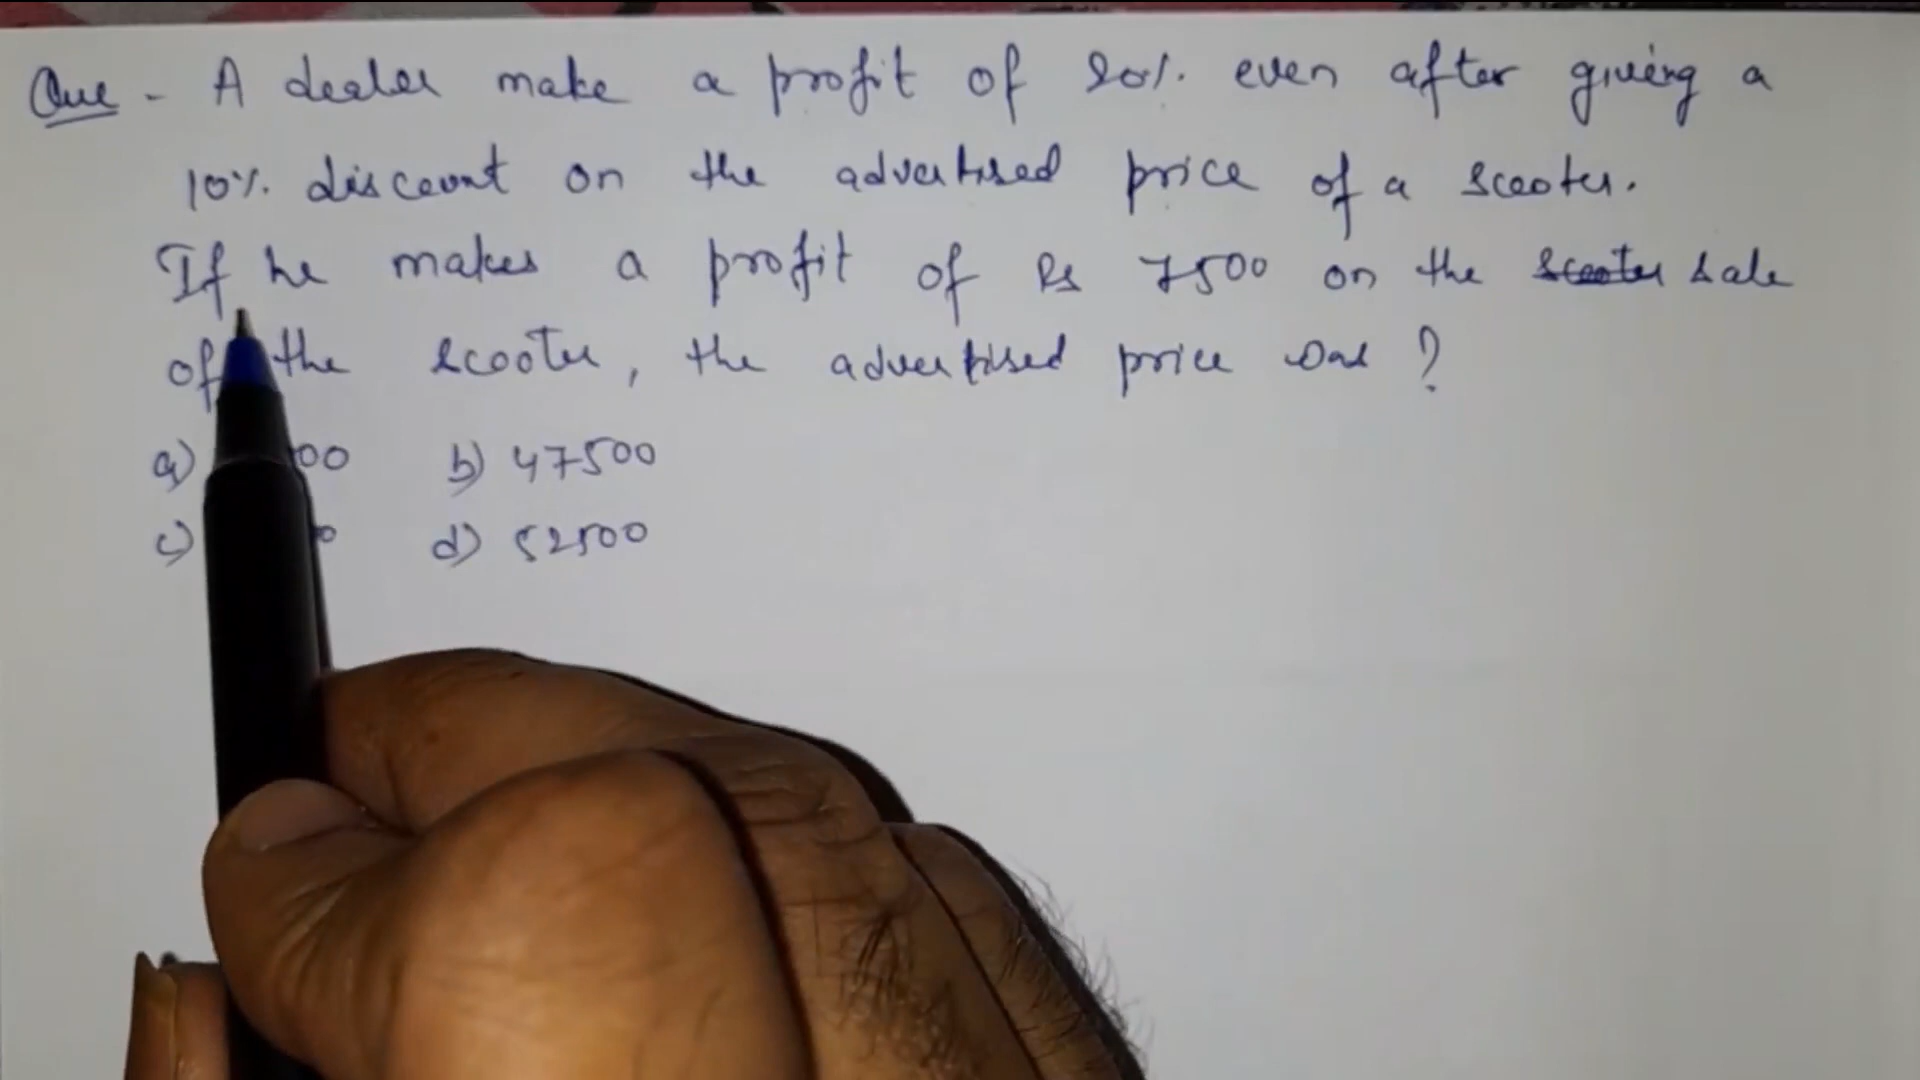 Que - A dealer make a profit of 20%. even after giving a
10%. discount on the advertised price of a Scooter.
If he makes a profit of Rs 7500 on the sale
of the scooter, the advertised price was ?
a) 00 b) 47500
c) d) 52500